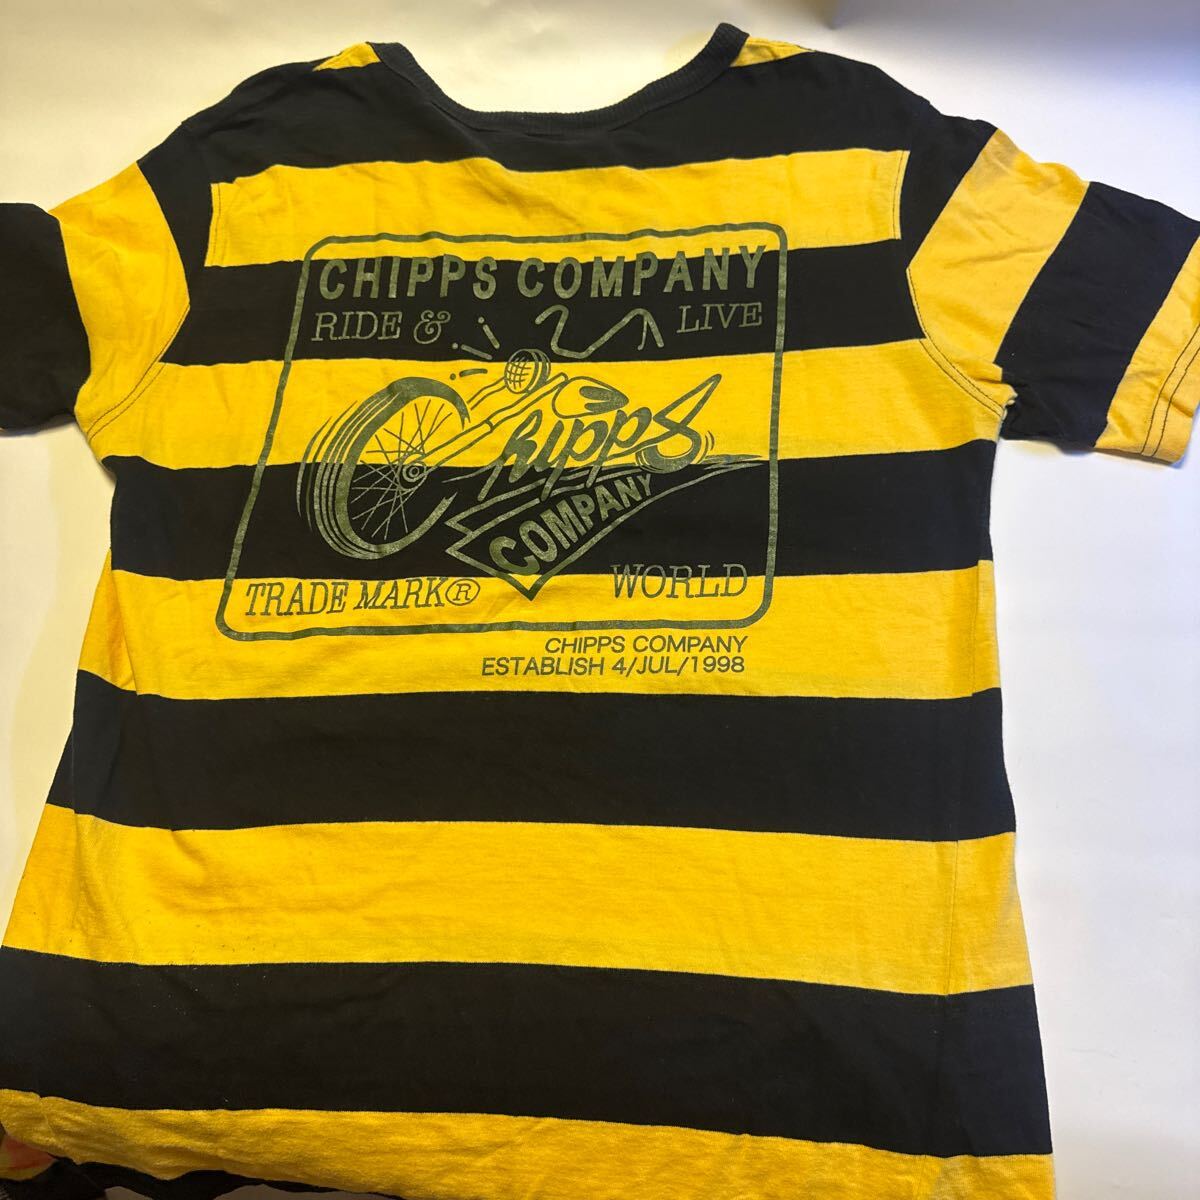 CHIPPS COMPANY
RIDE & LIVE
Chipps
COMPANY
TRADE MARK® WORLD
CHIPPS COMPANY
ESTABLISH 4/JUL/1998